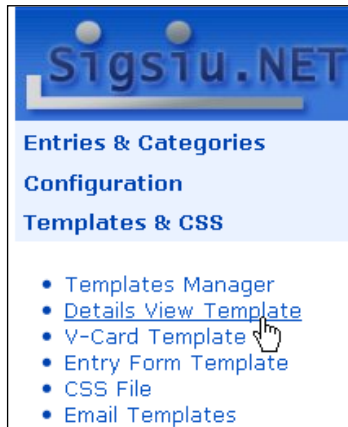 Sigsiu.NET
Entries & Categories
Configuration
Templates & CSS
Templates Manager
Details View Template
V-Card Template
Entry Form Template
CSS File
Email Templates